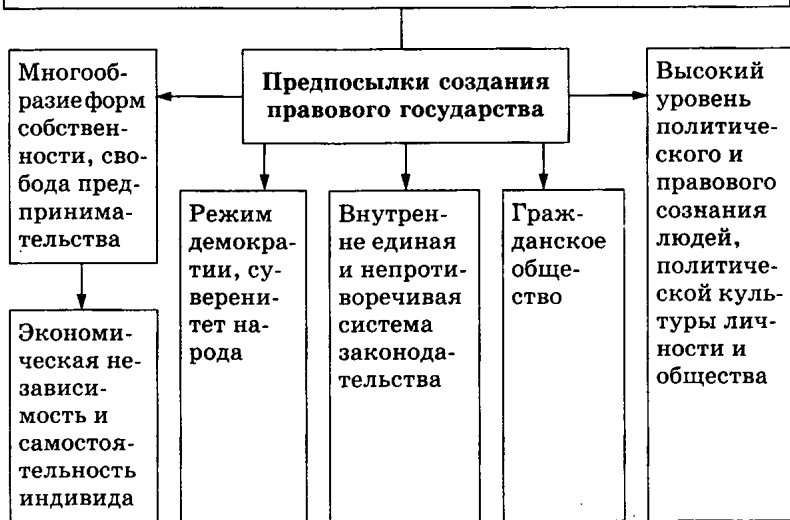 Предпосылки создания
правового государства
Многооб-
разие форм
собствен-
ности, сво-
бода пред-
принима-
тельства
Экономи-
ческая не-
зависи-
мость и
самостоя-
тельность
индивида
Режим
демокра-
тии, су-
верени-
тет на-
рода
Внутрен-
не единая
и непроти-
воречивая
система
законода-
тельства
Граж-
данское
обще-
ство
Высокий
уровень
политиче-
ского и
правового
сознания
людей,
политиче-
ской куль-
туры лич-
ности и
общества